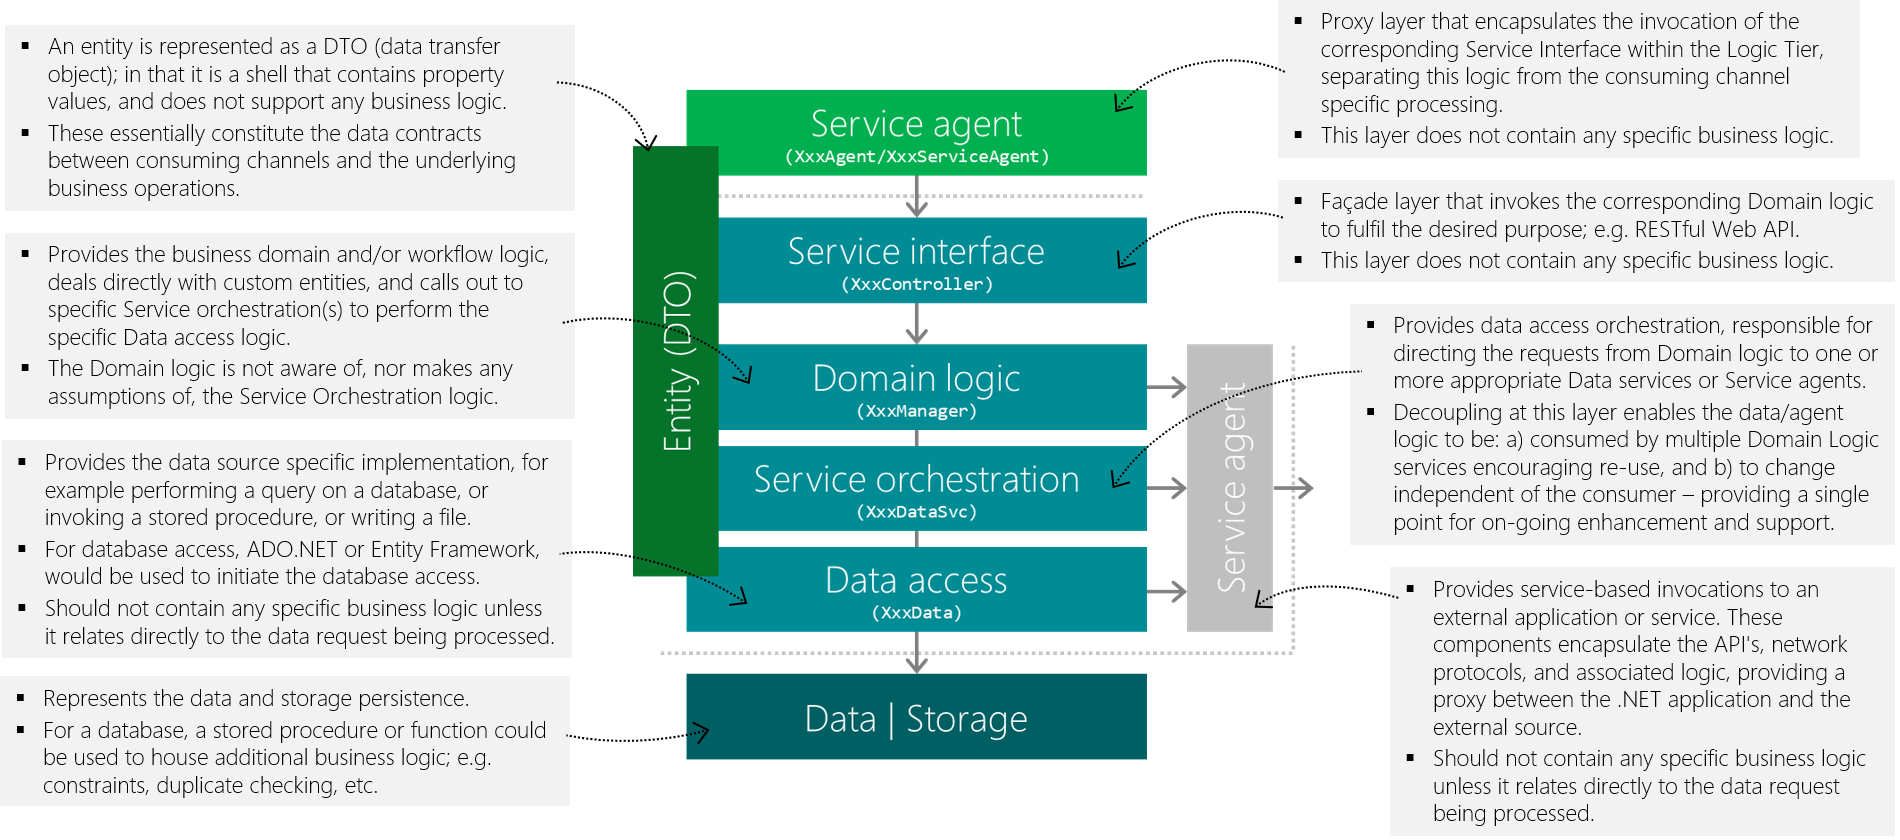 ▪ An entity is represented as a DTO (data transfer
object); in that it is a shell that contains property
values, and does not support any business logic.
▪ These essentially constitute the data contracts
between consuming channels and the underlying
business operations.
▪ Provides the business domain and/or workflow logic,
deals directly with custom entities, and calls out to
specific Service orchestration(s) to perform the
specific Data access logic.
▪ The Domain logic is not aware of, nor makes any
assumptions of, the Service Orchestration logic.
▪ Provides the data source specific implementation, for
example performing a query on a database, or
invoking a stored procedure, or writing a file.
▪ For database access, ADO.NET or Entity Framework,
would be used to initiate the database access.
▪ Should not contain any specific business logic unless
it relates directly to the data request being processed.
▪ Represents the data and storage persistence.
▪ For a database, a stored procedure or function could
be used to house additional business logic; e.g.
constraints, duplicate checking, etc.
Entity (DTO)
Service agent
(XxxAgent/XxxServiceAgent)
Service interface
(XxxController)
Domain logic
(XxxManager)
Service orchestration
(XxxDataSvc)
Data access
(XxxData)
Data | Storage
Service agent
▪ Proxy layer that encapsulates the invocation of the
corresponding Service Interface within the Logic Tier,
separating this logic from the consuming channel
specific processing.
▪ This layer does not contain any specific business logic.
▪ Façade layer that invokes the corresponding Domain logic
to fulfil the desired purpose; e.g. RESTful Web API.
▪ This layer does not contain any specific business logic.
▪ Provides data access orchestration, responsible for
directing the requests from Domain logic to one or
more appropriate Data services or Service agents.
▪ Decoupling at this layer enables the data/agent
logic to be: a) consumed by multiple Domain Logic
services encouraging re-use, and b) to change
independent of the consumer – providing a single
point for on-going enhancement and support.
▪ Provides service-based invocations to an
external application or service. These
components encapsulate the API's, network
protocols, and associated logic, providing a
proxy between the .NET application and the
external source.
▪ Should not contain any specific business logic
unless it relates directly to the data request
being processed.